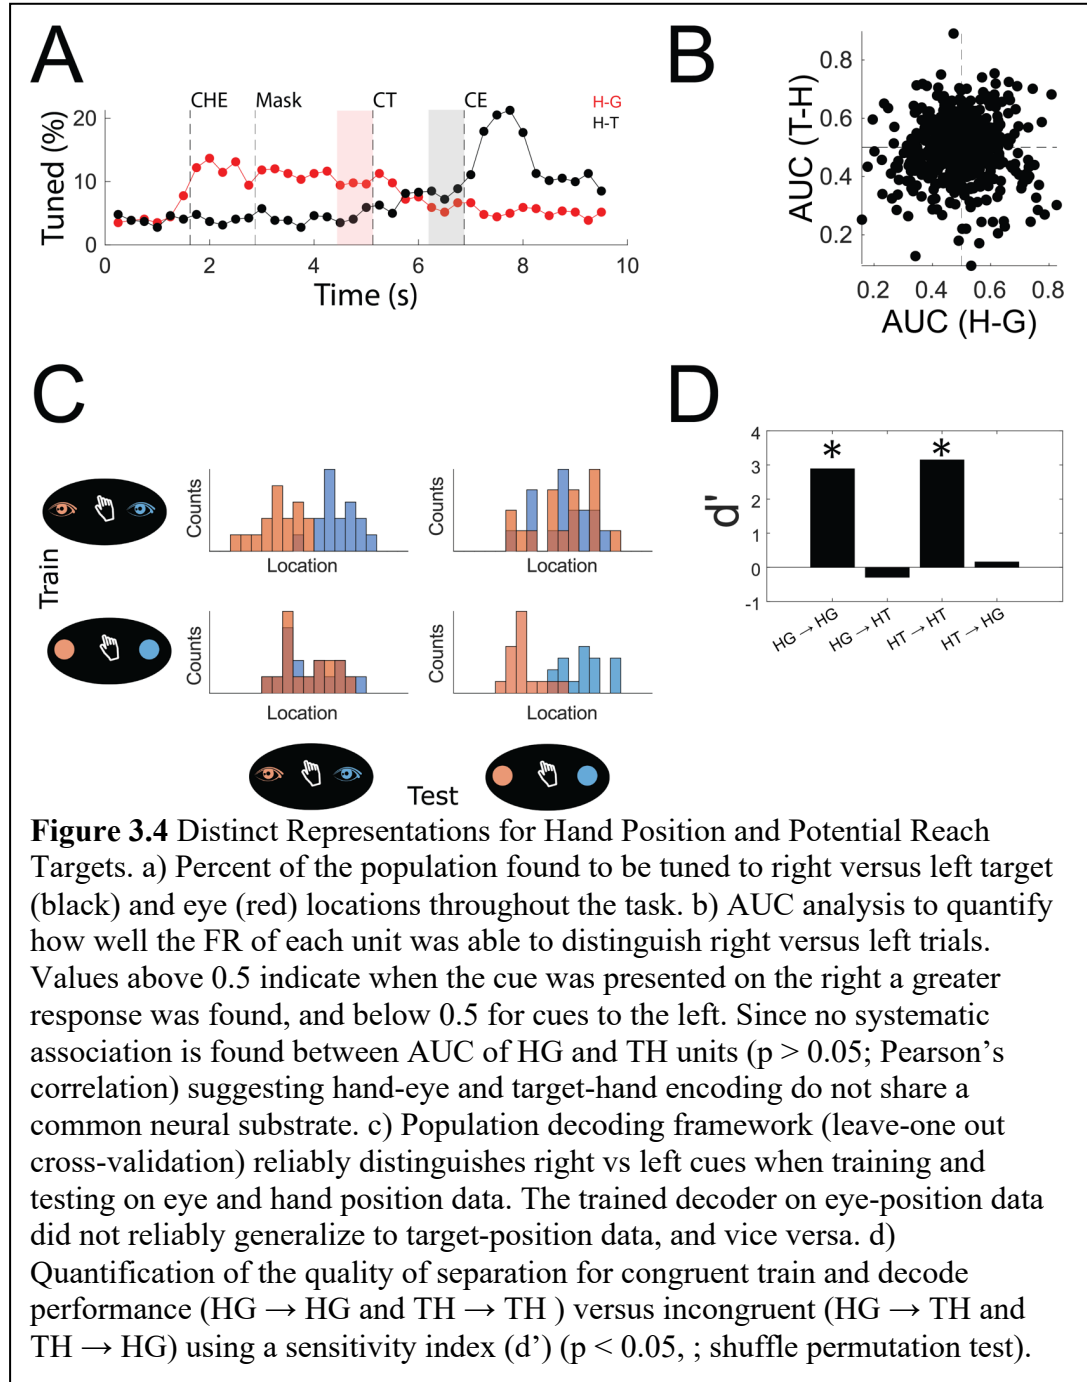 A
B
CHE
Mask
CT
CE
H-G
H-T
Tuned (%)
20
10
0
0
2
4
6
8
10
Time (s)
AUC (T-H)
0.8
0.6
0.4
0.2
0.2
0.4
0.6
0.8
AUC (H-G)
C
D
Train
Counts
Location
Counts
Location
Counts
Location
Counts
Location
Test
d'
4
3
2
1
0
-1
*
*
HG → HG
HG → HT
HT → HT
HT → HG
Figure 3.4 Distinct Representations for Hand Position and Potential Reach
Targets. a) Percent of the population found to be tuned to right versus left target
(black) and eye (red) locations throughout the task. b) AUC analysis to quantify
how well the FR of each unit was able to distinguish right versus left trials.
Values above 0.5 indicate when the cue was presented on the right a greater
response was found, and below 0.5 for cues to the left. Since no systematic
association is found between AUC of HG and TH units (p > 0.05; Pearson's
correlation) suggesting hand-eye and target-hand encoding do not share a
common neural substrate. c) Population decoding framework (leave-one out
cross-validation) reliably distinguishes right vs left cues when training and
testing on eye and hand position data. The trained decoder on eye-position data
did not reliably generalize to target-position data, and vice versa. d)
Quantification of the quality of separation for congruent train and decode
performance (HG → HG and TH → TH ) versus incongruent (HG → TH and
TH → HG) using a sensitivity index (d') (p < 0.05, ; shuffle permutation test).